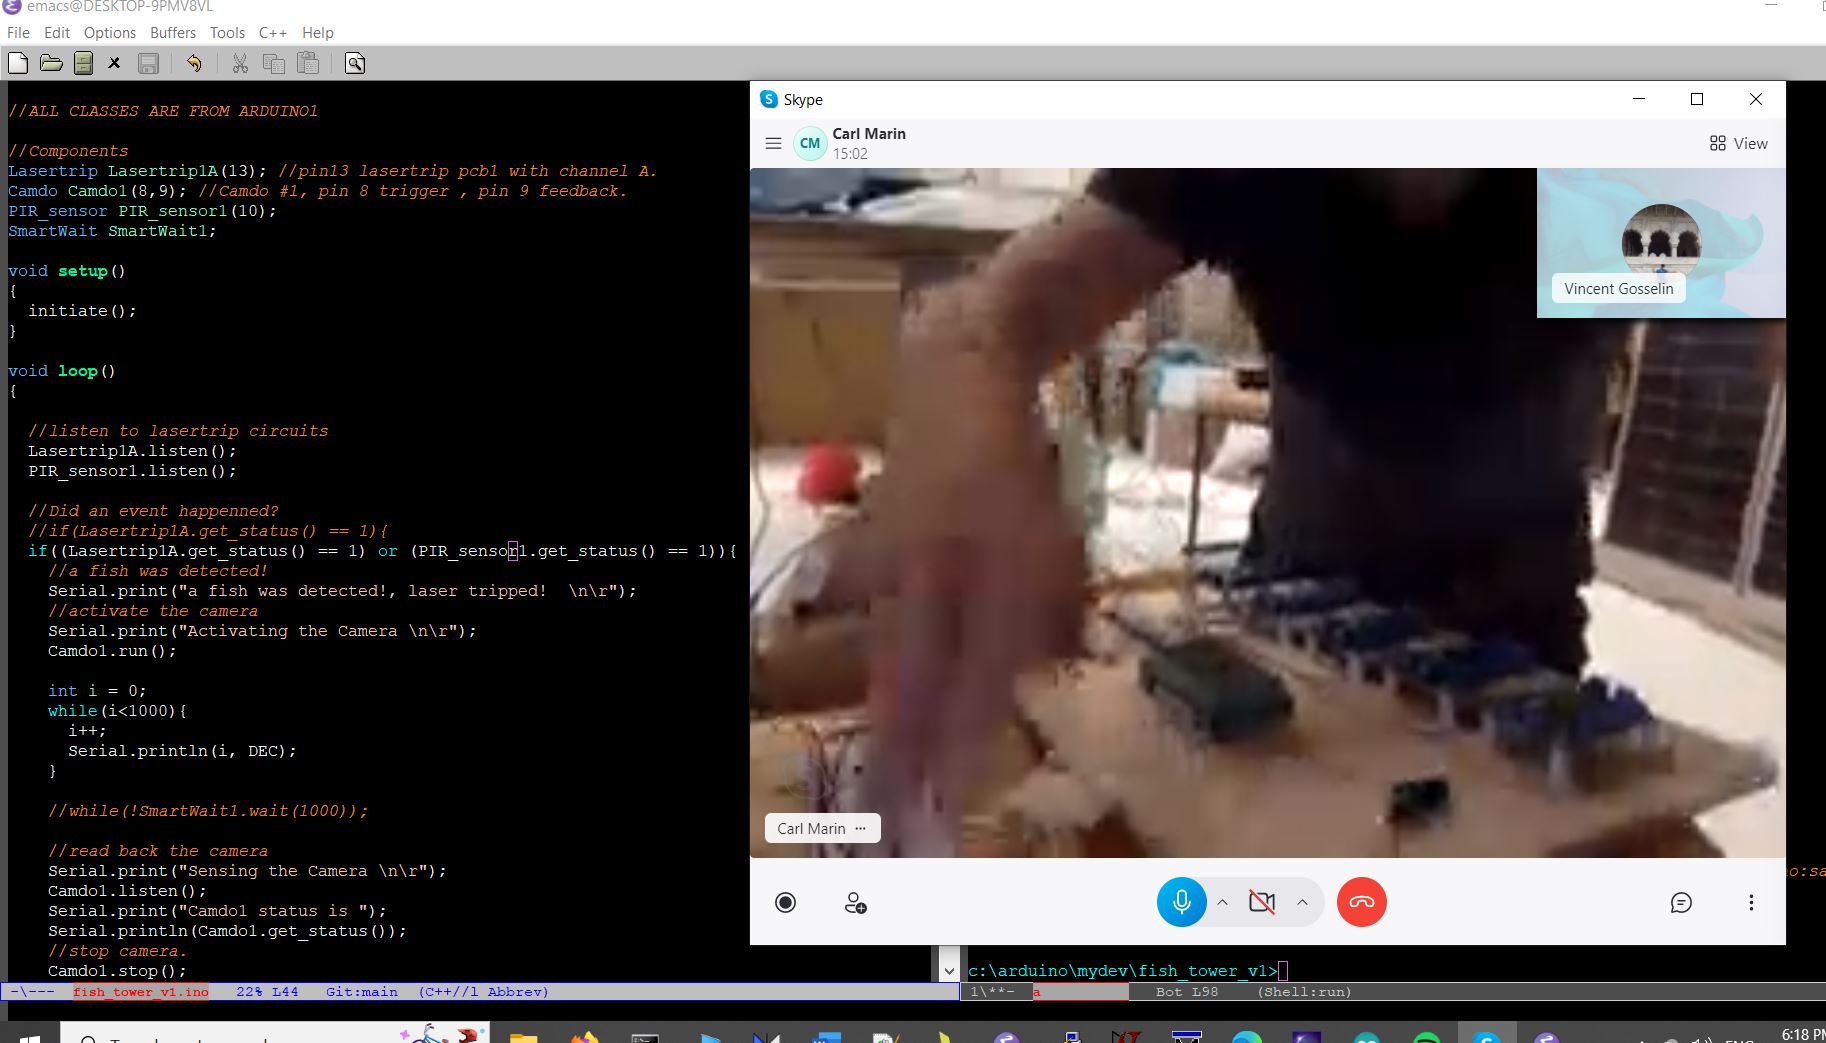 emacs@DESKTOP-9PMV8VL
File Edit Options Buffers Tools C++ Help
//ALL CLASSES ARE FROM ARDUINO1
//Components
Lasertrip Lasertrip1A(13); //pin13 lasertrip pcb1 with channel A.
Camdo Camdo1(8,9); //Camdo #1, pin 8 trigger , pin 9 feedback.
PIR_sensor PIR_sensor1(10);
SmartWait SmartWait1;
void setup()
{
initiate();
}
void loop()
{
//listen to lasertrip circuits
Lasertrip1A.listen();
PIR_sensor1.listen();
//Did an event happenned?
//if(Lasertrip1A.get_status() == 1){
if((Lasertrip1A.get_status() == 1) or (PIR_sensor1.get_status() == 1)){
//a fish was detected!
Serial.print("a fish was detected!, laser tripped!  \n\r");
//activate the camera
Serial.print("Activating the Camera \n\r");
Camdo1.run();
int i = 0;
while(i<1000){
i++;
Serial.println(i, DEC);
}
//while(!SmartWait1.wait(1000));
//read back the camera
Serial.print("Sensing the Camera \n\r");
Camdo1.listen();
Serial.print("Camdo1 status is ");
Serial.println(Camdo1.get_status());
//stop camera.
Camdo1.stop();
-\--- fish_tower_v1.ino 22% L44 Git:main (C++//l Abbrev)
Skype
CM Carl Marin
15:02
View
Vincent Gosselin
Carl Marin ...
c:\arduino\mydev\fish_tower_v1>
1\**- a Bot L98 (Shell:run)
6:18 PM